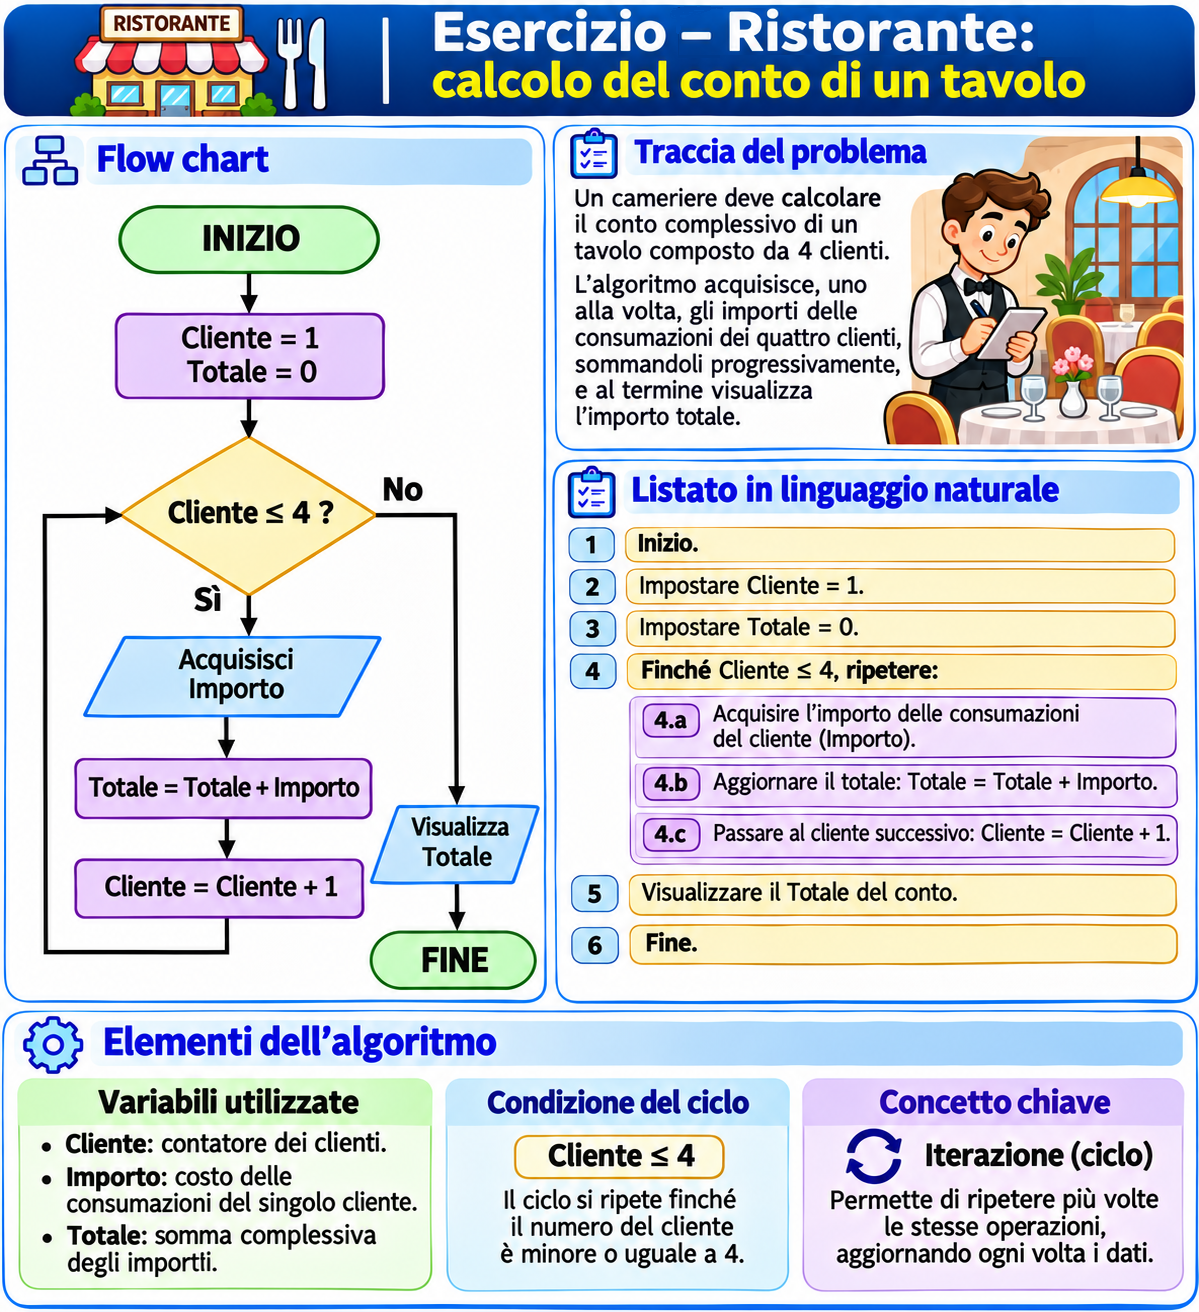 RISTORANTE
Esercizio – Ristorante:
calcolo del conto di un tavolo
Flow chart
INIZIO
Cliente = 1
Totale = 0
Cliente ≤ 4 ?
No
Sì
Acquisisci
Importo
Totale = Totale + Importo
Cliente = Cliente + 1
Visualizza
Totale
FINE
Traccia del problema
Un cameriere deve calcolare
il conto complessivo di un
tavolo composto da 4 clienti.
L'algoritmo acquisisce, uno
alla volta, gli importi delle
consumazioni dei quattro clienti,
sommandoli progressivamente,
e al termine visualizza
l'importo totale.
Listato in linguaggio naturale
1 Inizio.
2 Impostare Cliente = 1.
3 Impostare Totale = 0.
4 Finché Cliente ≤ 4, ripetere:
4.a Acquisire l'importo delle consumazioni
del cliente (Importo).
4.b Aggiornare il totale: Totale = Totale + Importo.
4.c Passare al cliente successivo: Cliente = Cliente + 1.
5 Visualizzare il Totale del conto.
6 Fine.
Elementi dell'algoritmo
Variabili utilizzate
• Cliente: contatore dei clienti.
• Importo: costo delle
consumazioni del singolo cliente.
• Totale: somma complessiva
degli importti.
Condizione del ciclo
Cliente ≤ 4
Il ciclo si ripete finché
il numero del cliente
è minore o uguale a 4.
Concetto chiave
Iterazione (ciclo)
Permette di ripetere più volte
le stesse operazioni,
aggiornando ogni volta i dati.